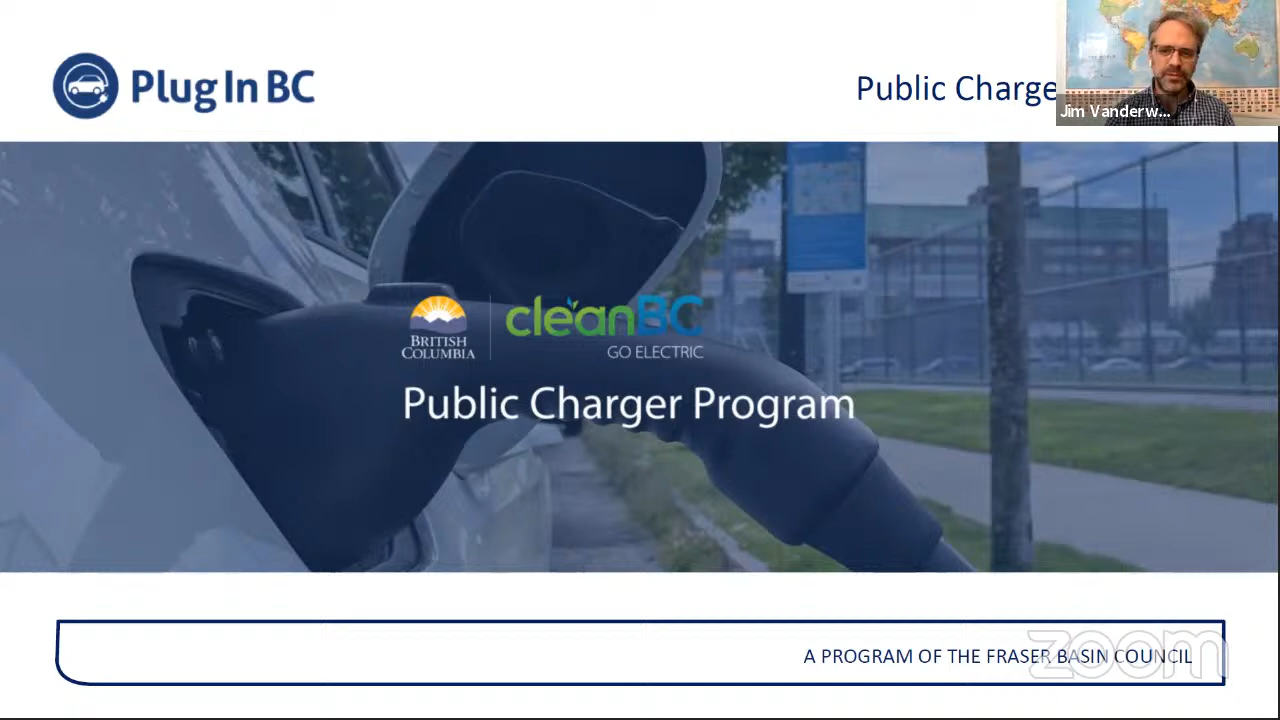 Plug In BC
Public Charge
Jim Vanderw...
BRITISH
COLUMBIA
cleanBC
GO ELECTRIC
Public Charger Program
A PROGRAM OF THE FRASER BASIN COUNCIL
zoom